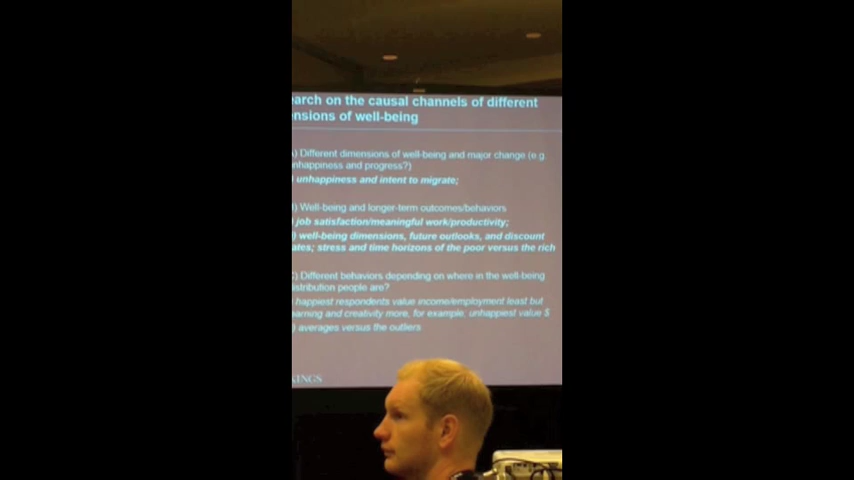 arch on the causal channels of different
ensions of well-being
) Different dimensions of well-being and major change (e.g.
nhappiness and progress?)
unhappiness and intent to migrate;
) Well-being and longer-term outcomes/behaviors
job satisfaction/meaningful work/productivity;
) well-being dimensions, future outlooks, and discount
ates; stress and time horizons of the poor versus the rich
) Different behaviors depending on where in the well-being
istribution people are?
happiest respondents value income/employment least but
arning and creativity more, for example; unhappiest value $
) averages versus the outliers
KINGS